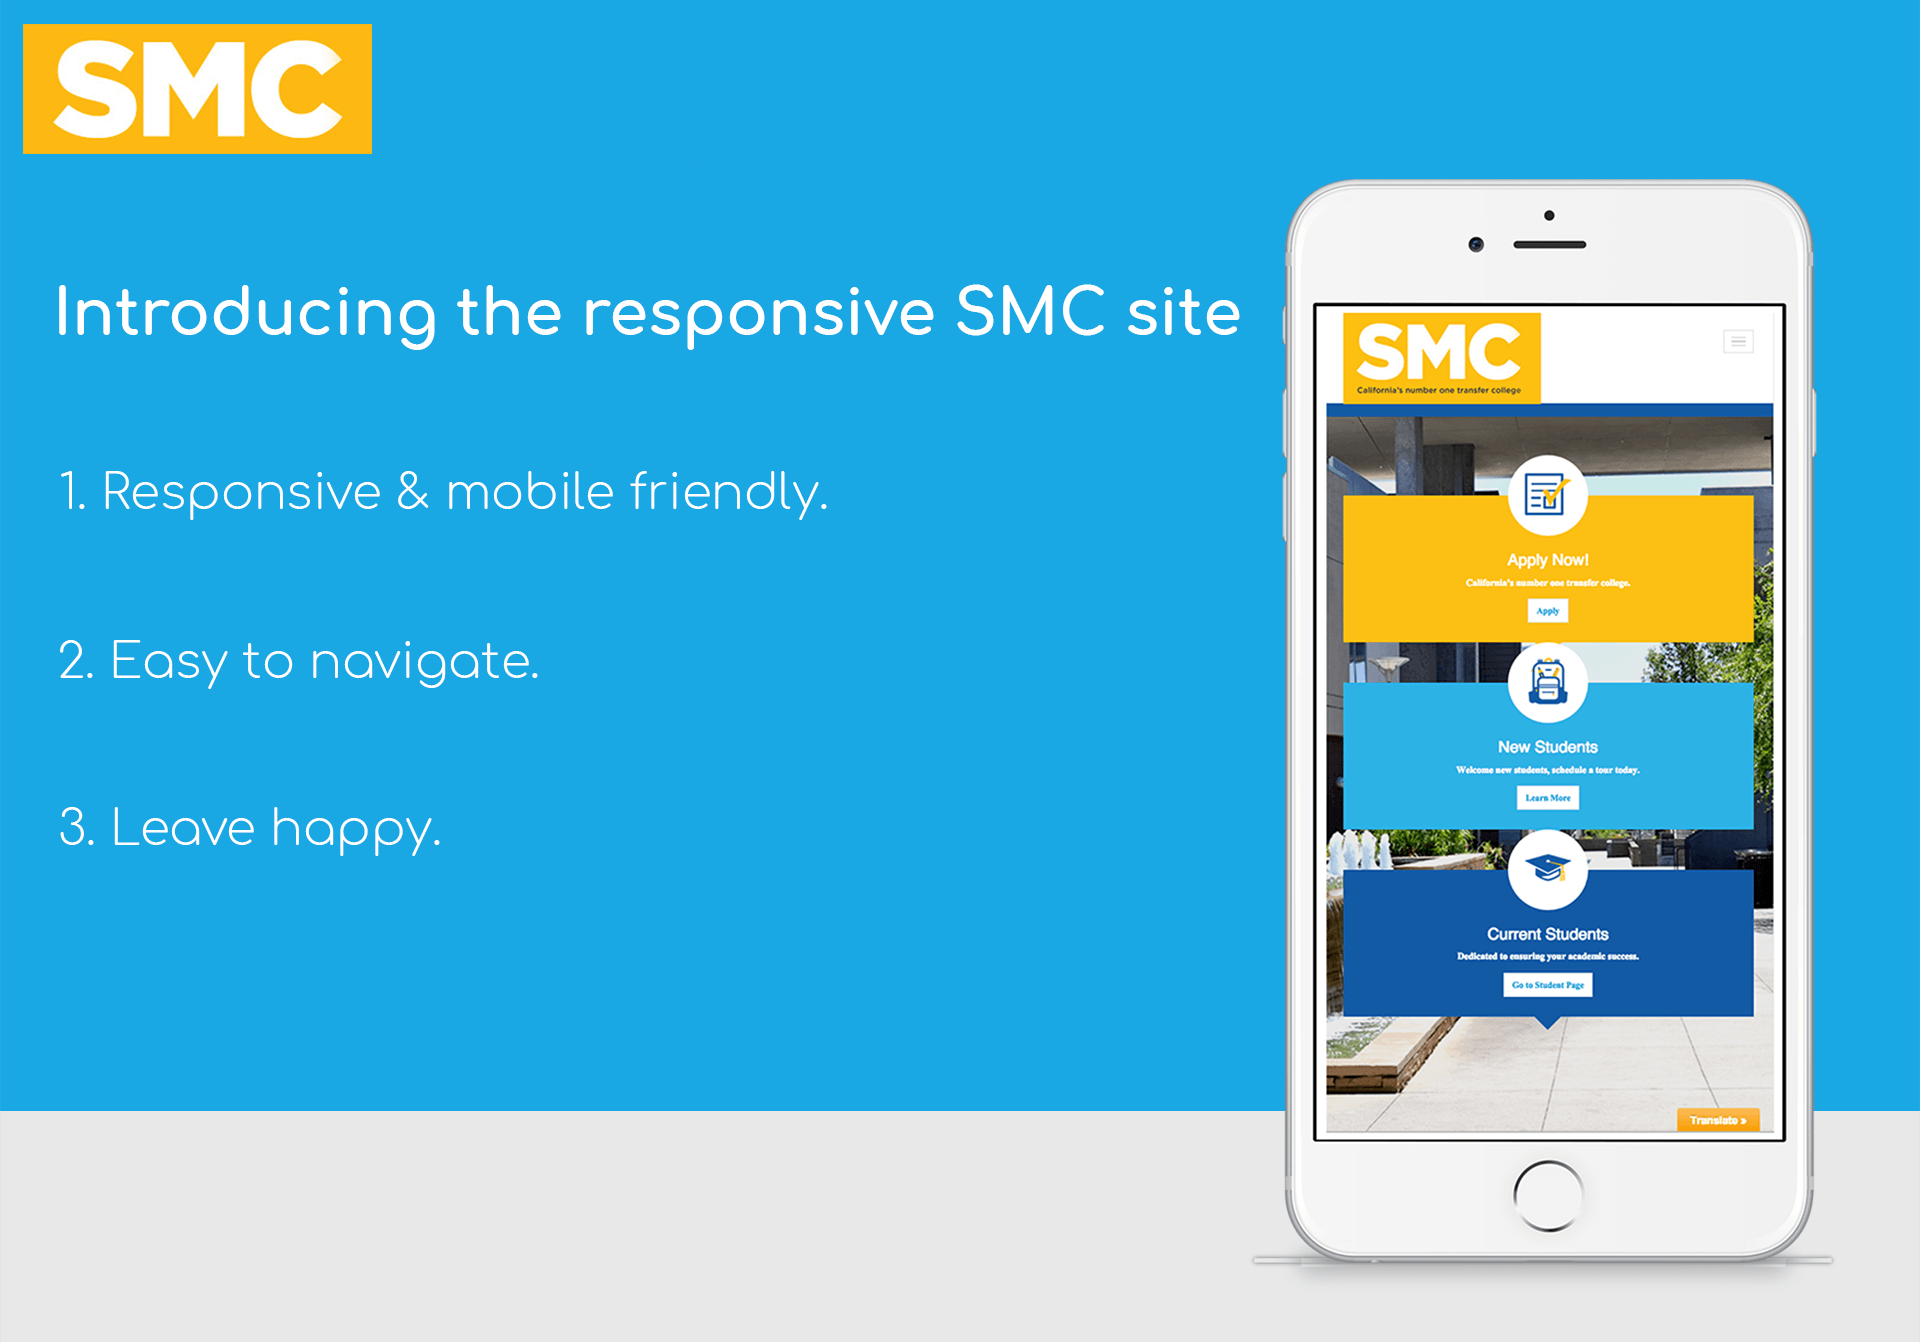 SMC
Introducing the responsive SMC site
1. Responsive & mobile friendly.
2. Easy to navigate.
3. Leave happy.
SMC
California's number one transfer college
Apply Now!
California's number one transfer college.
Apply
New Students
Welcome new students, schedule a tour today.
Learn More
Current Students
Dedicated to ensuring your academic success.
Go to Student Page
Translate »